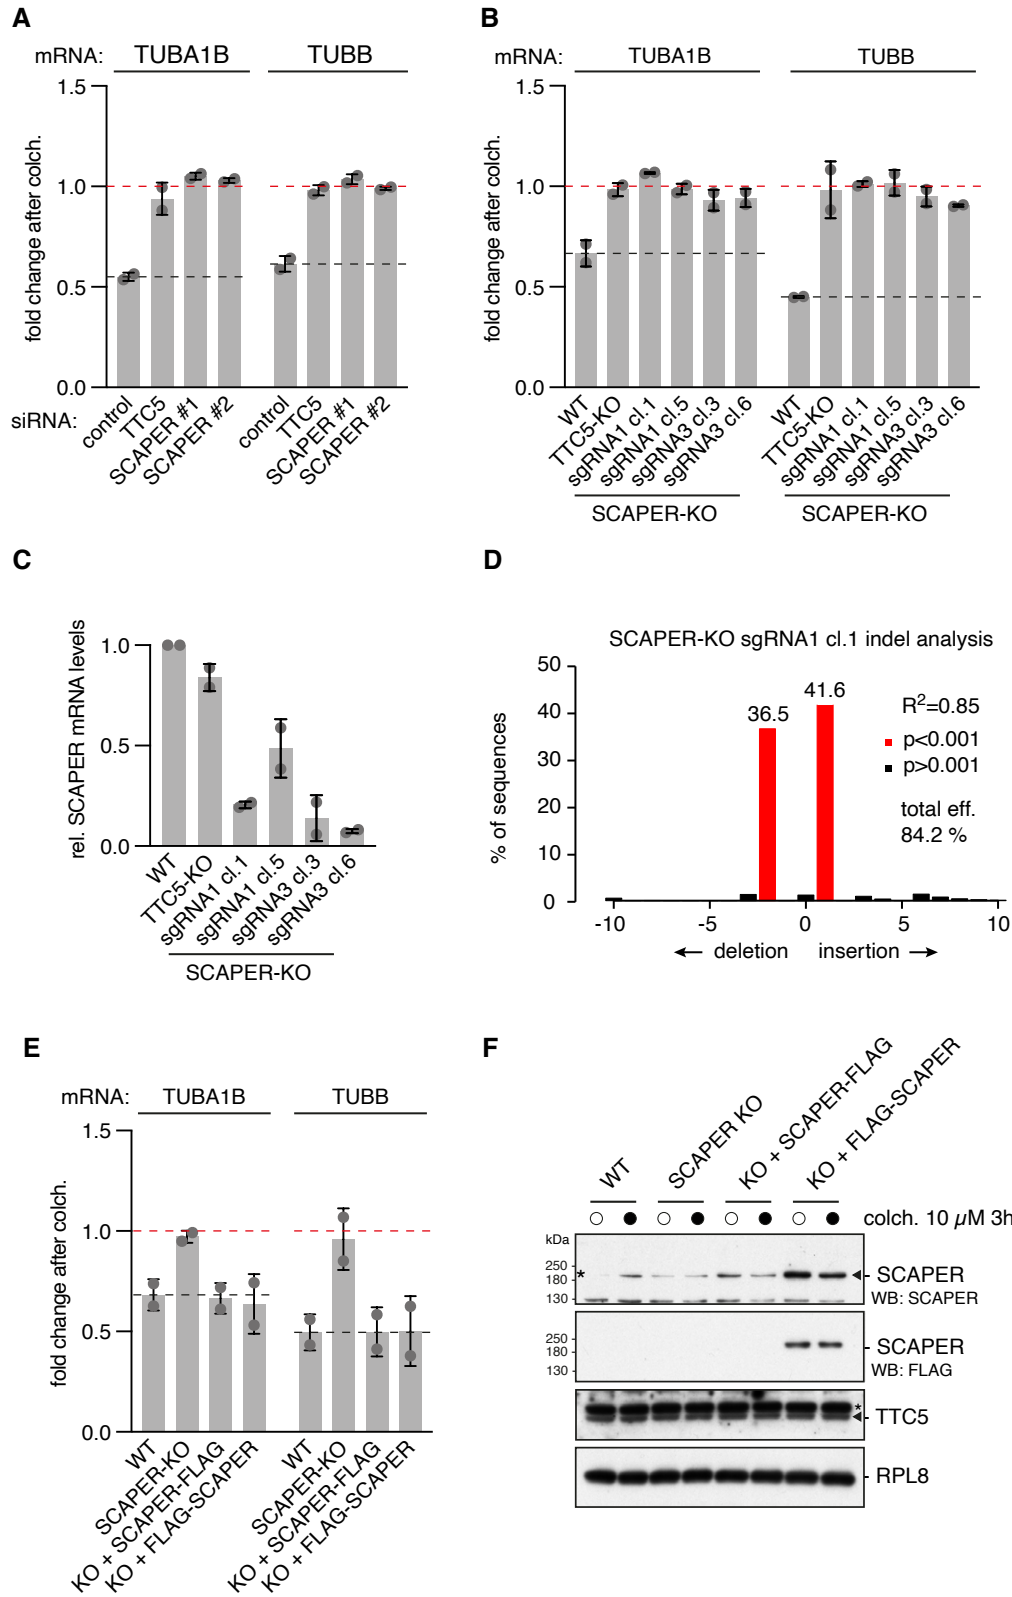 A
mRNA: TUBA1B TUBB
fold change after colch.
1.5
1.0
0.5
0.0
siRNA: control TTC5 SCAPER #1 SCAPER #2 control TTC5 SCAPER #1 SCAPER #2
B
mRNA: TUBA1B TUBB
fold change after colch.
1.5
1.0
0.5
0.0
WT TTC5-KO sgRNA1 cl.1 sgRNA1 cl.5 sgRNA3 cl.3 sgRNA3 cl.6 WT TTC5-KO sgRNA1 cl.1 sgRNA1 cl.5 sgRNA3 cl.3 sgRNA3 cl.6
SCAPER-KO SCAPER-KO
C
rel. SCAPER mRNA levels
1.0
0.5
0.0
WT TTC5-KO sgRNA1 cl.1 sgRNA1 cl.5 sgRNA3 cl.3 sgRNA3 cl.6
SCAPER-KO
D
SCAPER-KO sgRNA1 cl.1 indel analysis
% of sequences
50
40
30
20
10
0
36.5
41.6
R2=0.85
p<0.001
p>0.001
total eff.
84.2 %
-10 -5 0 5 10
← deletion insertion →
E
mRNA: TUBA1B TUBB
fold change after colch.
1.5
1.0
0.5
0.0
WT SCAPER-KO KO + SCAPER-FLAG KO + FLAG-SCAPER WT SCAPER-KO KO + SCAPER-FLAG KO + FLAG-SCAPER
F
WT SCAPER KO KO + SCAPER-FLAG KO + FLAG-SCAPER
colch. 10 µM 3h
kDa
250
180
130
*
SCAPER
WB: SCAPER
250
180
130
SCAPER
WB: FLAG
*
TTC5
RPL8